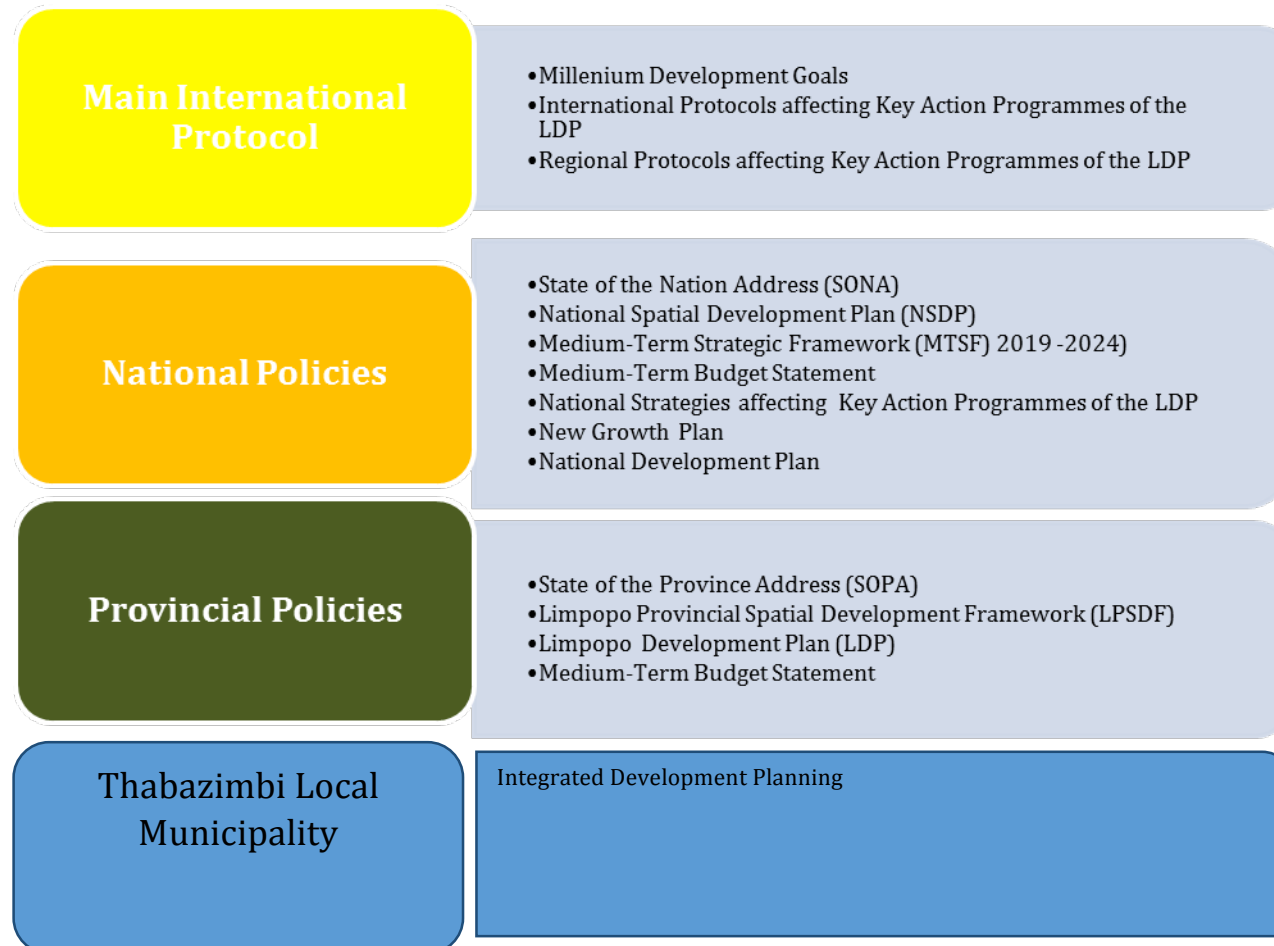 Main International
Protocol
•Millenium Development Goals
•International Protocols affecting Key Action Programmes of the
LDP
•Regional Protocols affecting Key Action Programmes of the LDP
National Policies
•State of the Nation Address (SONA)
•National Spatial Development Plan (NSDP)
•Medium-Term Strategic Framework (MTSF) 2019 -2024)
•Medium-Term Budget Statement
•National Strategies affecting Key Action Programmes of the LDP
•New Growth Plan
•National Development Plan
Provincial Policies
•State of the Province Address (SOPA)
•Limpopo Provincial Spatial Development Framework (LPSDF)
•Limpopo Development Plan (LDP)
•Medium-Term Budget Statement
Thabazimbi Local
Municipality
Integrated Development Planning